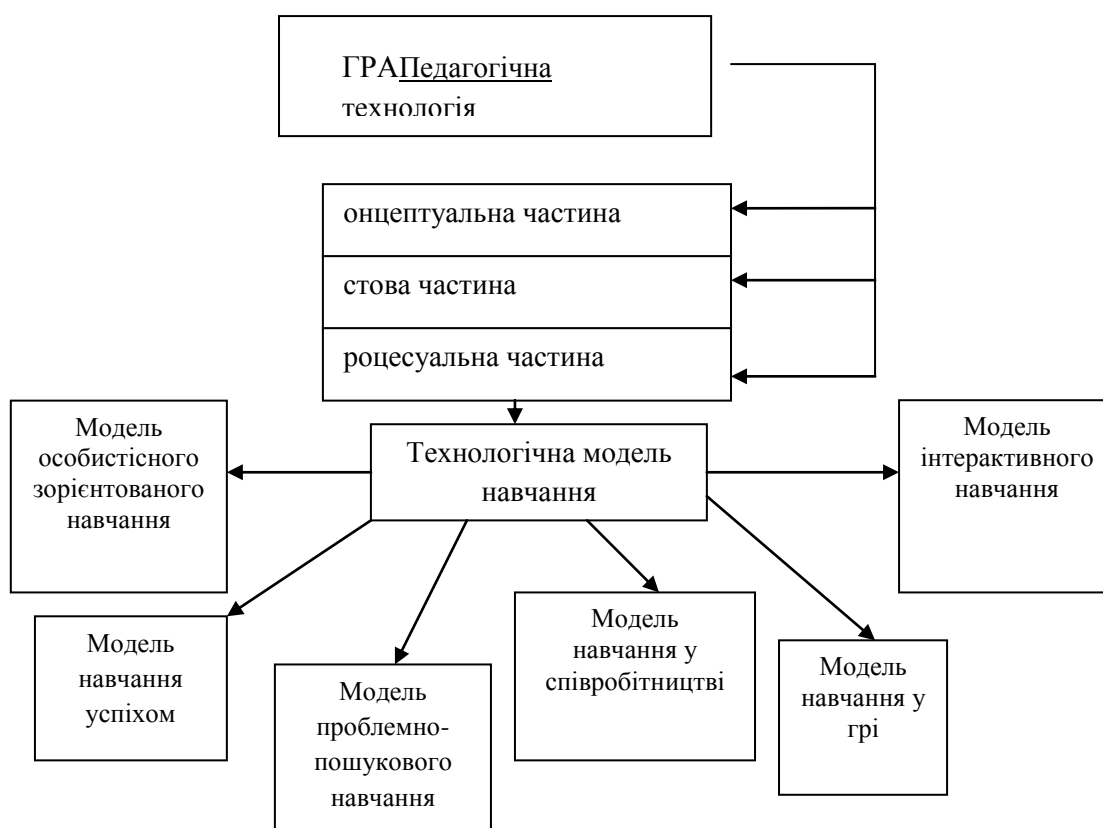 ГРАПедагогічна
технологія
онцептуальна частина
стова частина
роцесуальна частина
Технологічна модель
навчання
Модель
особистісного
зорієнтованого
навчання
Модель
інтерактивного
навчання
Модель
навчання
успіхом
Модель
проблемно-
пошукового
навчання
Модель
навчання у
співробітництві
Модель
навчання у
грі